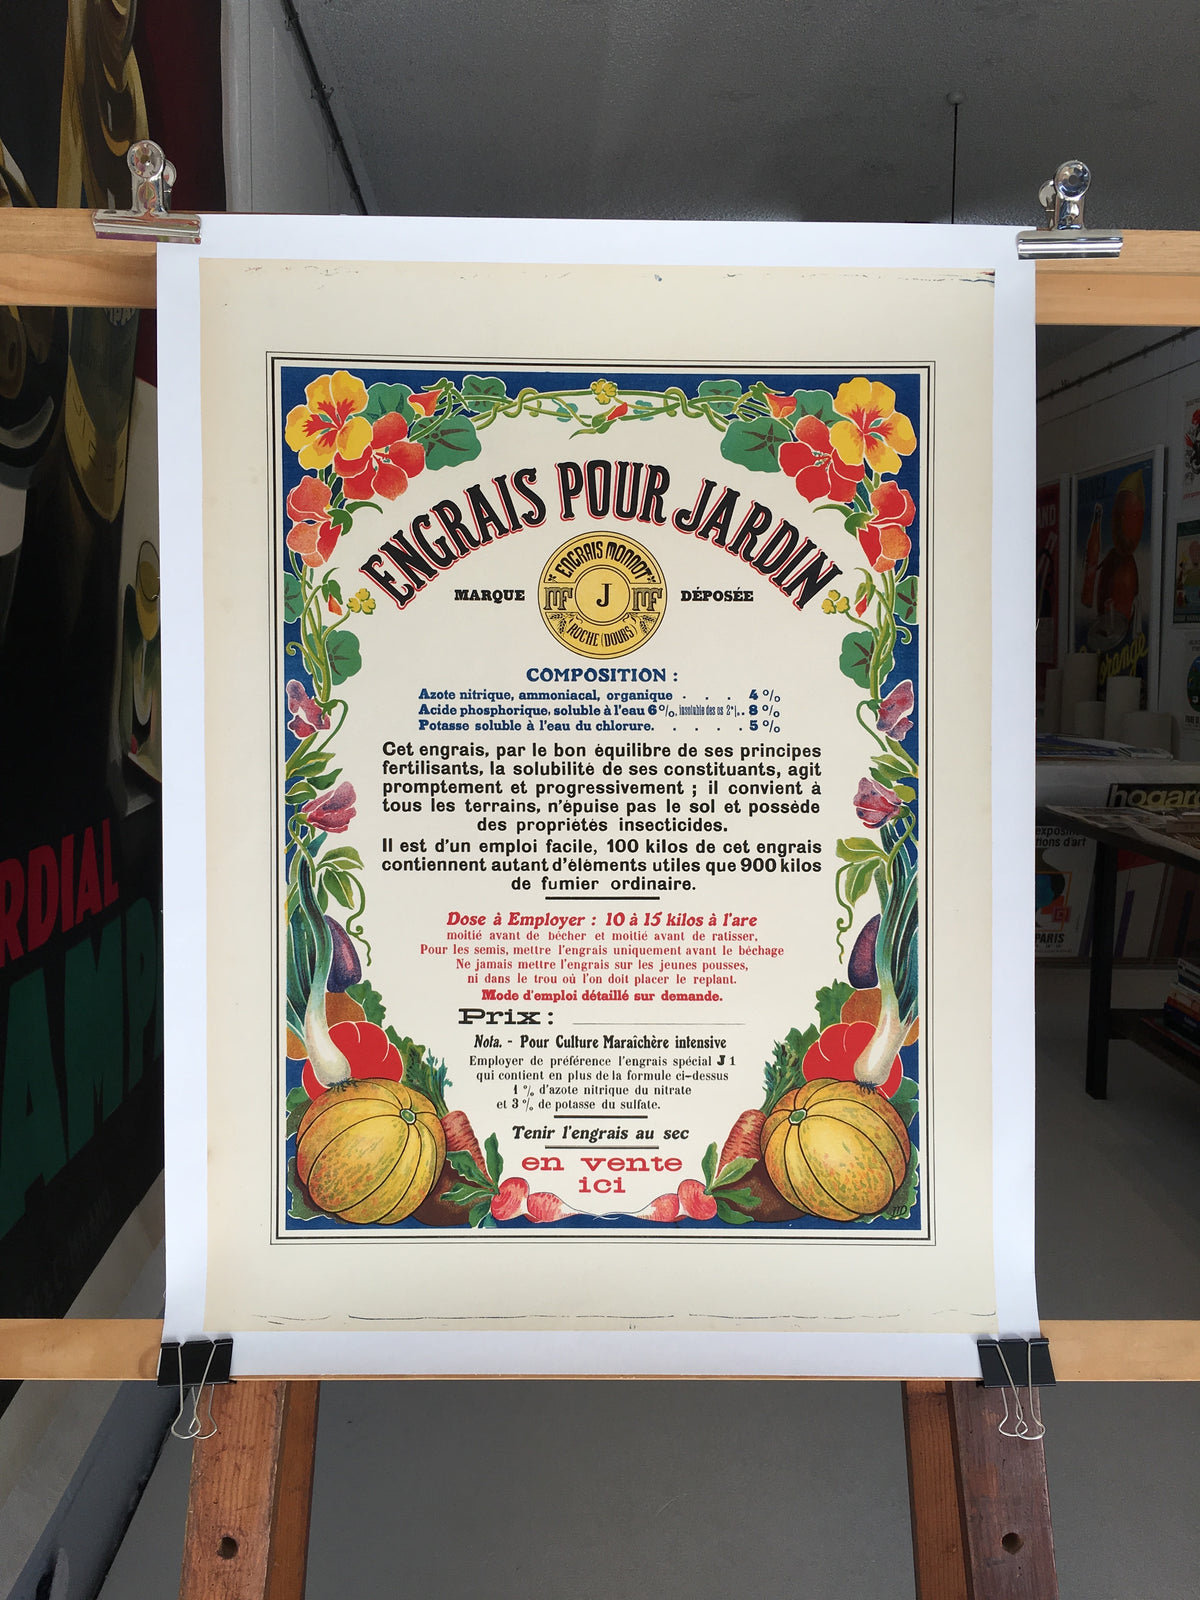 ENGRAIS POUR JARDIN
ENGRAIS MONNOT
MARQUE
MF J MF
DÉPOSÉE
ROCHE (DOUBS)
COMPOSITION :
Azote nitrique, ammoniacal, organique . . . 4 %
Acide phosphorique, soluble à l'eau 6 %, insoluble des os 2 %.. 8 %
Potasse soluble à l'eau du chlorure. . . . . 5 %
Cet engrais, par le bon équilibre de ses principes
fertilisants, la solubilité de ses constituants, agit
promptement et progressivement ; il convient à
tous les terrains, n'épuise pas le sol et possède
des propriétés insecticides.
Il est d'un emploi facile, 100 kilos de cet engrais
contiennent autant d'éléments utiles que 900 kilos
de fumier ordinaire.
Dose à Employer : 10 à 15 kilos à l'are
moitié avant de bêcher et moitié avant de ratisser,
Pour les semis, mettre l'engrais uniquement avant le bêchage
Ne jamais mettre l'engrais sur les jeunes pousses,
ni dans le trou où l'on doit placer le replant.
Mode d'emploi détaillé sur demande.
Prix :
Nota. - Pour Culture Maraîchère intensive
Employer de préférence l'engrais spécial J 1
qui contient en plus de la formule ci-dessus
1 % d'azote nitrique du nitrate
et 3 % de potasse du sulfate.
Tenir l'engrais au sec
en vente
ici
RDIAL
AMP
orange
hogar
PARIS